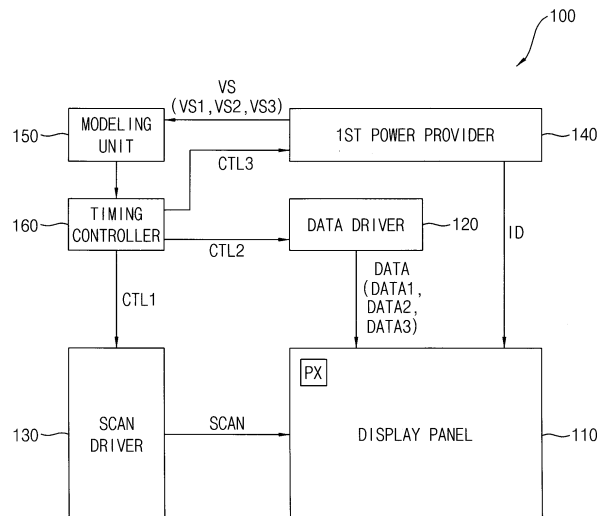 100
VS
(VS1,VS2,VS3)
150
MODELING
UNIT
1ST POWER PROVIDER
140
CTL3
160
TIMING
CONTROLLER
DATA DRIVER
120
CTL2
ID
CTL1
DATA
(DATA1,
DATA2,
DATA3)
PX
130
SCAN
DRIVER
SCAN
DISPLAY PANEL
110